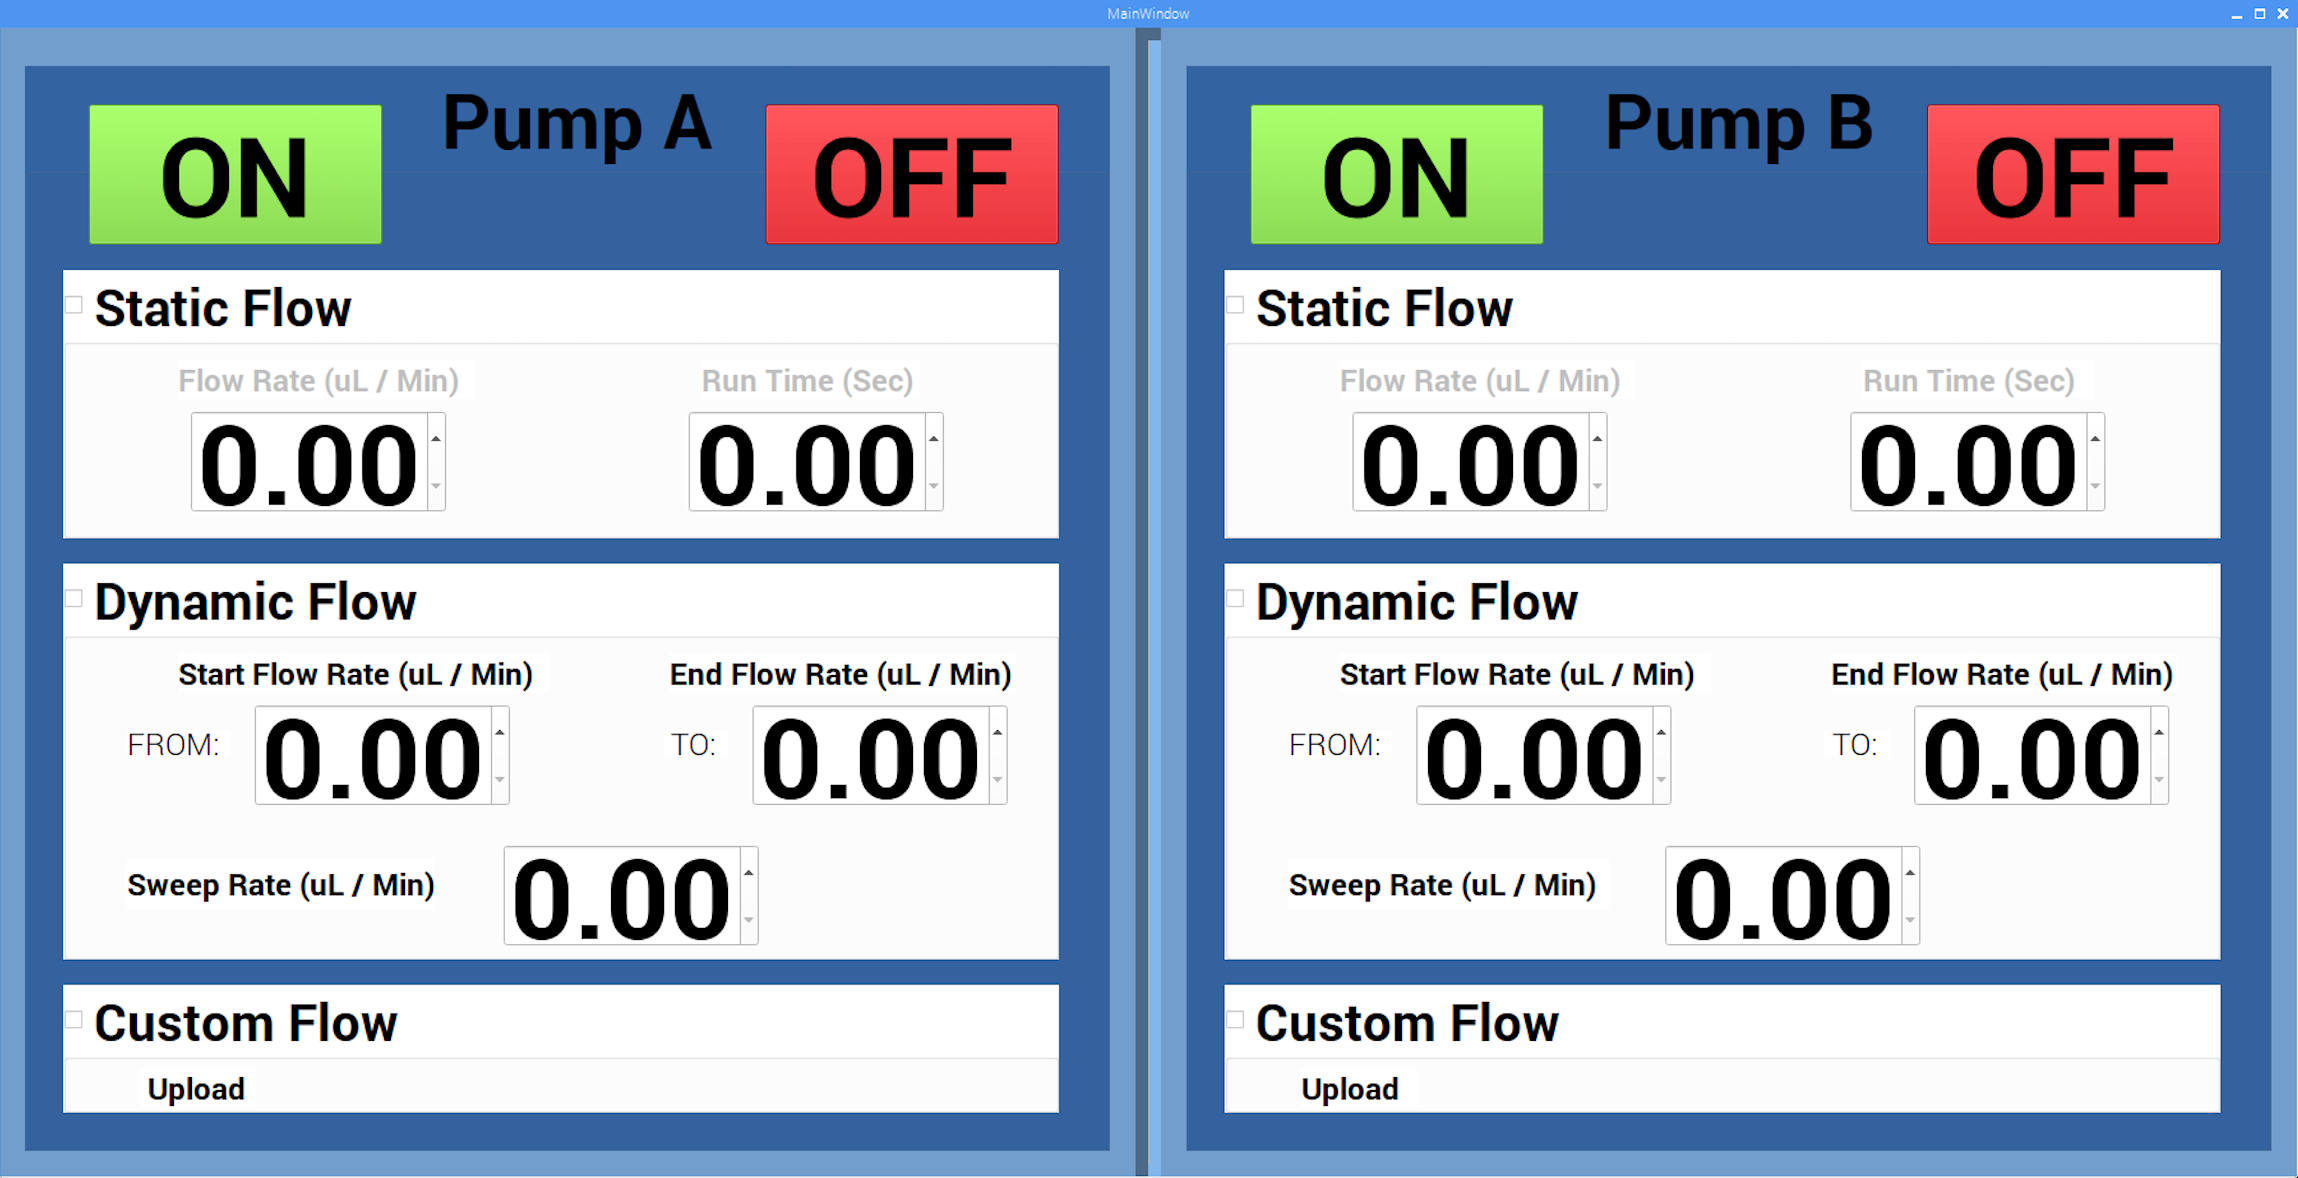 MainWindow
ON
Pump A
OFF
Static Flow
Flow Rate (uL / Min)
Run Time (Sec)
0.00
0.00
Dynamic Flow
Start Flow Rate (uL / Min)
End Flow Rate (uL / Min)
FROM:
0.00
TO:
0.00
Sweep Rate (uL / Min)
0.00
Custom Flow
Upload
ON
Pump B
OFF
Static Flow
Flow Rate (uL / Min)
Run Time (Sec)
0.00
0.00
Dynamic Flow
Start Flow Rate (uL / Min)
End Flow Rate (uL / Min)
FROM:
0.00
TO:
0.00
Sweep Rate (uL / Min)
0.00
Custom Flow
Upload